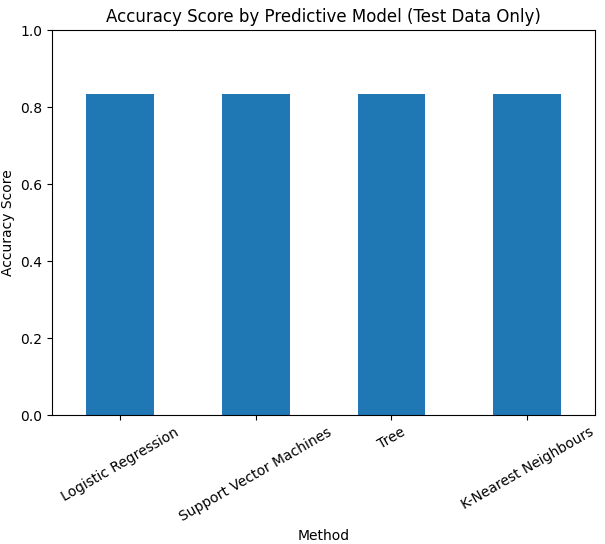 Accuracy Score by Predictive Model (Test Data Only)
1.0
0.8
0.6
0.4
0.2
0.0
Accuracy Score
Logistic Regression
Support Vector Machines
Tree
K-Nearest Neighbours
Method